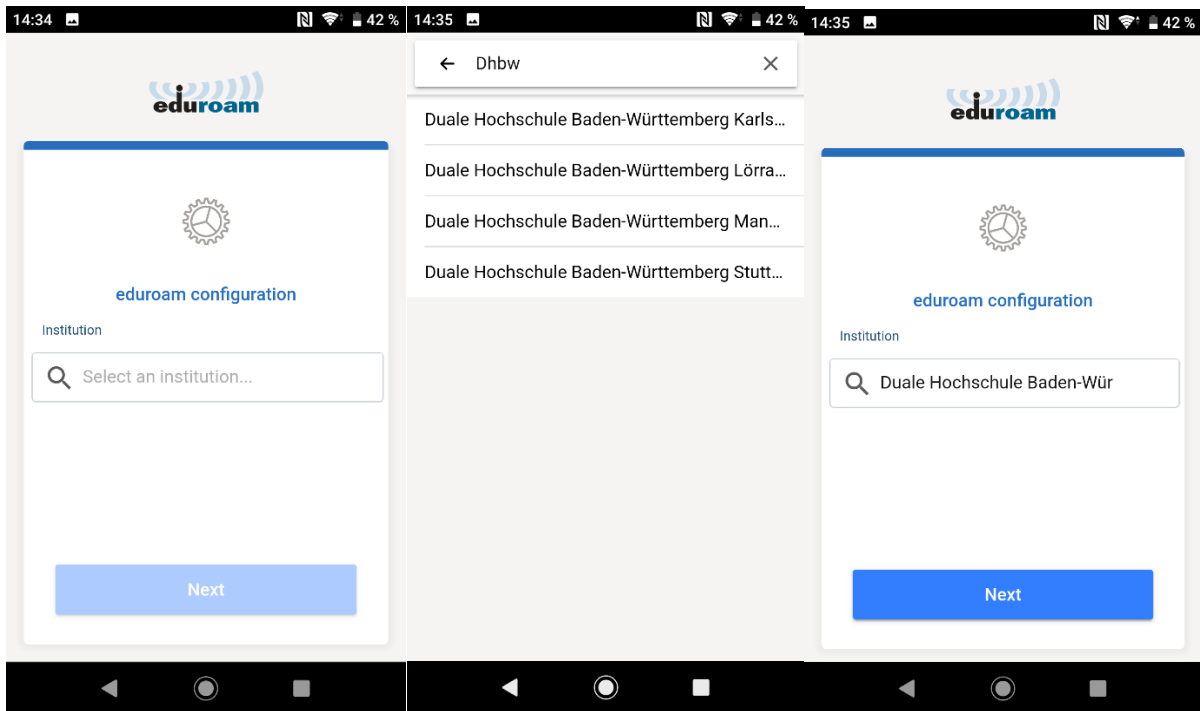 14:34 42 %
eduroam
eduroam configuration
Institution
Select an institution...
Next
14:35 42 %
Dhbw
Duale Hochschule Baden-Württemberg Karls...
Duale Hochschule Baden-Württemberg Lörra...
Duale Hochschule Baden-Württemberg Man...
Duale Hochschule Baden-Württemberg Stutt...
14:35 42 %
eduroam
eduroam configuration
Institution
Duale Hochschule Baden-Wür
Next